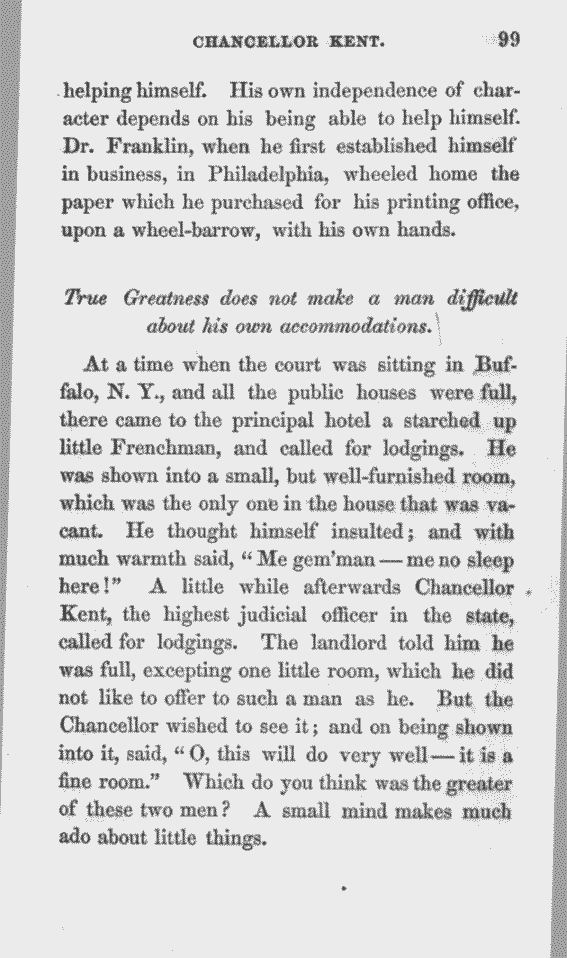 CHANCELLOR KENT. 99
helping himself. His own independence of char-
acter depends on his being able to help himself.
Dr. Franklin, when he first established himself
in business, in Philadelphia, wheeled home the
paper which he purchased for his printing office,
upon a wheel-barrow, with his own hands.
True Greatness does not make a man difficult
about his own accommodations.
At a time when the court was sitting in Buf-
falo, N. Y., and all the public houses were full,
there came to the principal hotel a starched up
little Frenchman, and called for lodgings. He
was shown into a small, but well-furnished room,
which was the only one in the house that was va-
cant. He thought himself insulted; and with
much warmth said, "Me gem'man — me no sleep
here!" A little while afterwards Chancellor
Kent, the highest judicial officer in the state,
called for lodgings. The landlord told him he
was full, excepting one little room, which he did
not like to offer to such a man as he. But the
Chancellor wished to see it; and on being shown
into it, said, "O, this will do very well — it is a
fine room." Which do you think was the greater
of these two men? A small mind makes much
ado about little things.